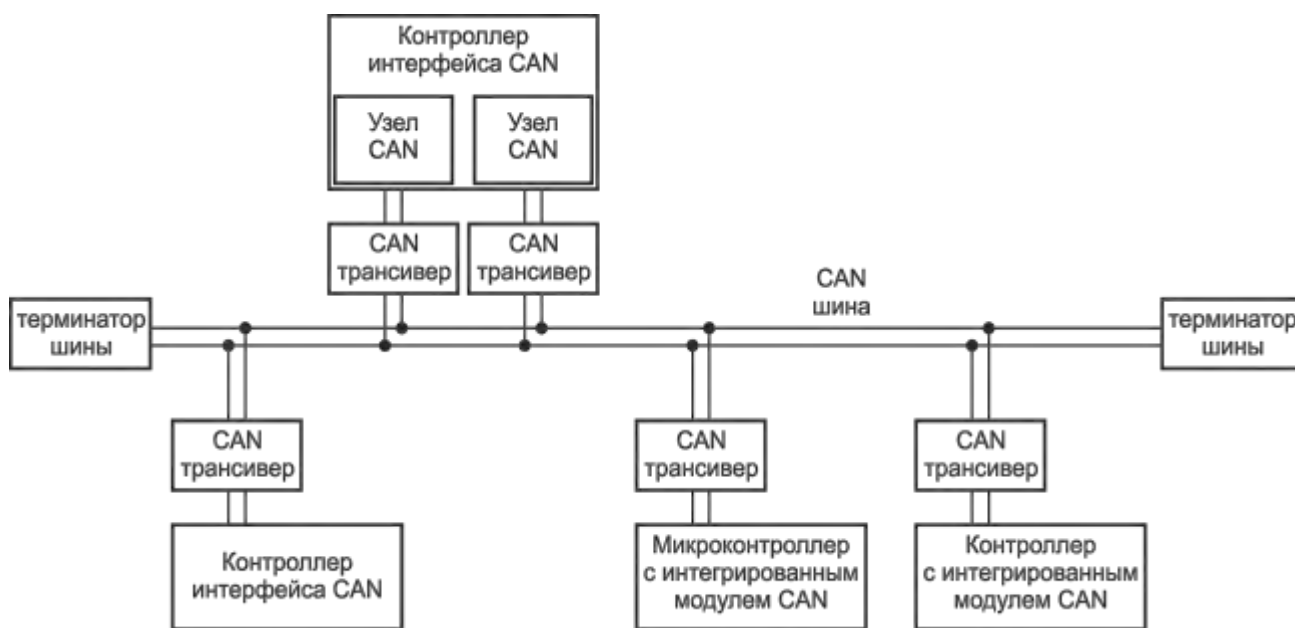 Контроллер
интерфейса CAN
Узел
CAN
Узел
CAN
CAN
трансивер
CAN
трансивер
CAN
шина
терминатор
шины
терминатор
шины
CAN
трансивер
CAN
трансивер
CAN
трансивер
Контроллер
интерфейса CAN
Микроконтроллер
с интегрированным
модулем CAN
Контроллер
с интегрированным
модулем CAN